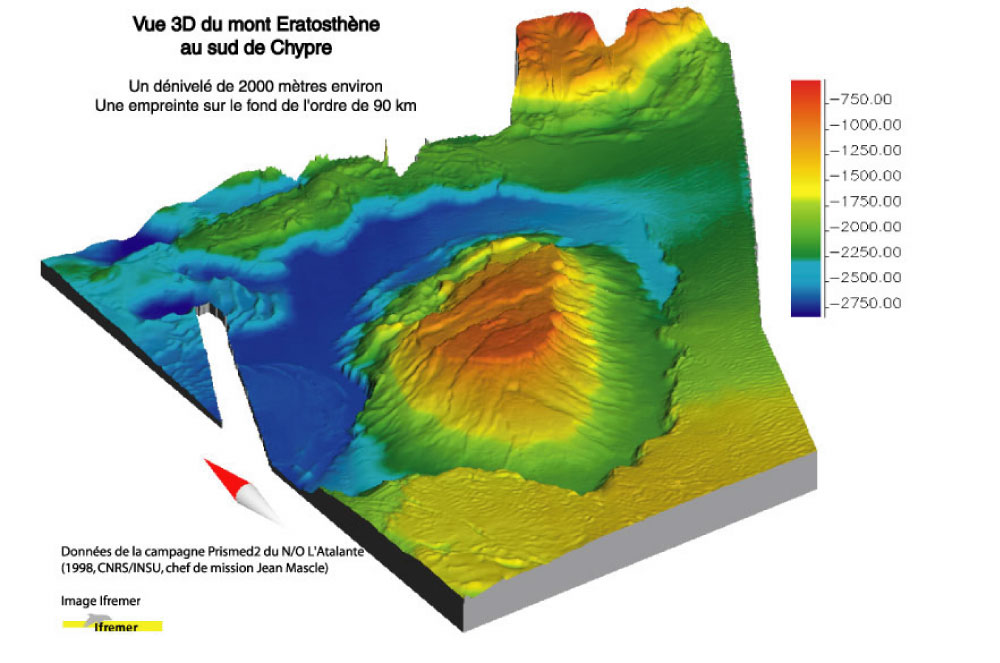 Vue 3D du mont Eratosthène
au sud de Chypre
Un dénivelé de 2000 mètres environ
Une empreinte sur le fond de l'ordre de 90 km
-750.00
-1000.00
-1250.00
-1500.00
-1750.00
-2000.00
-2250.00
-2500.00
-2750.00
Données de la campagne Prismed2 du N/O L'Atalante
(1998, CNRS/INSU, chef de mission Jean Mascle)
Image Ifremer
Ifremer